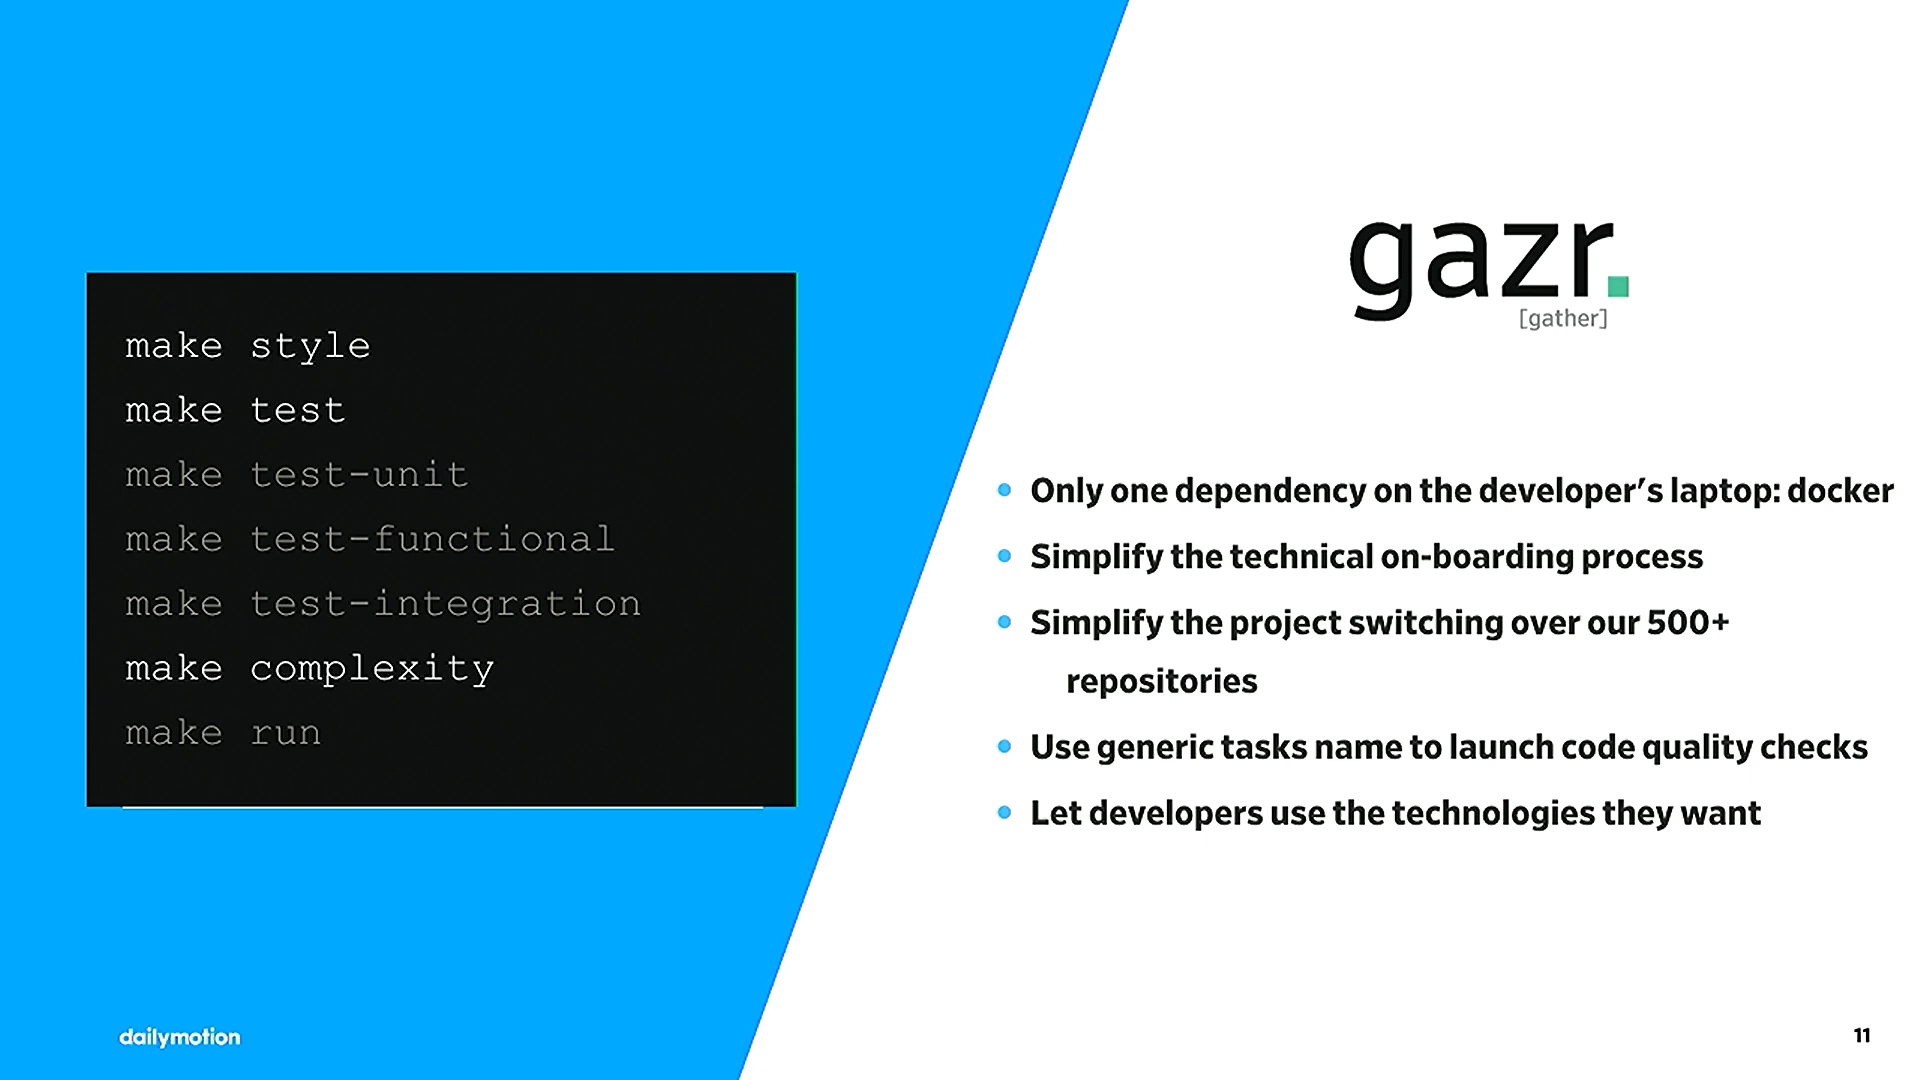 make style
make test
make test-unit
make test-functional
make test-integration
make complexity
make run
gazr.
[gather]
Only one dependency on the developer's laptop: docker
Simplify the technical on-boarding process
Simplify the project switching over our 500+
repositories
Use generic tasks name to launch code quality checks
Let developers use the technologies they want
dailymotion
11